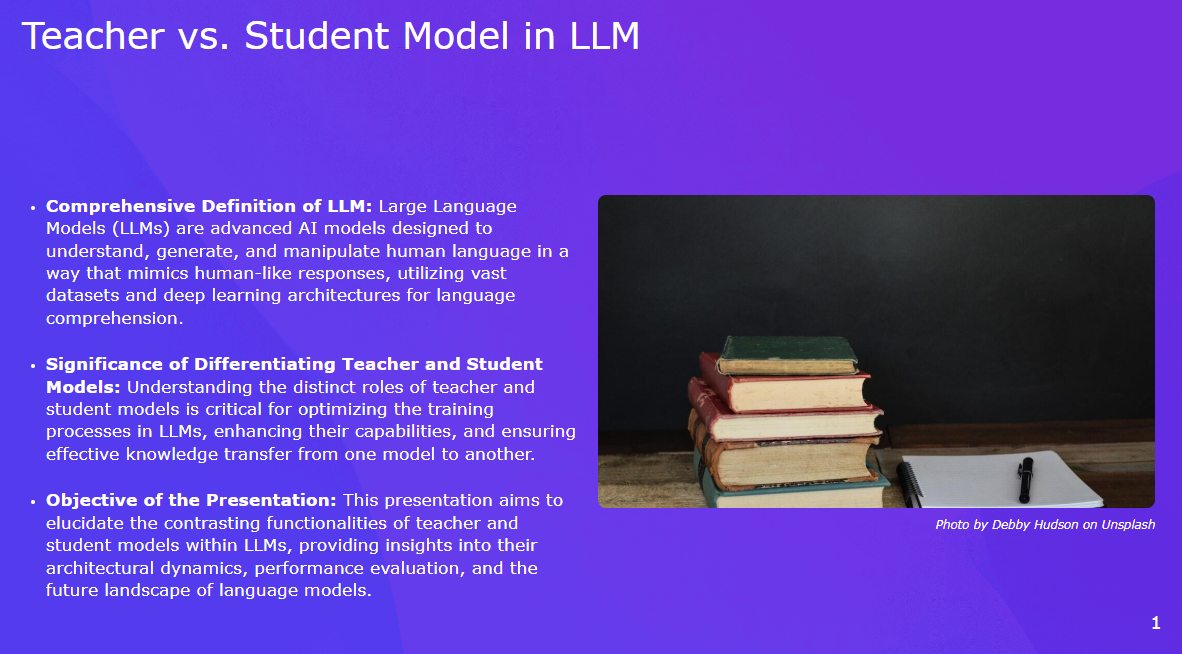 Teacher vs. Student Model in LLM
• Comprehensive Definition of LLM: Large Language
Models (LLMs) are advanced AI models designed to
understand, generate, and manipulate human language in a
way that mimics human-like responses, utilizing vast
datasets and deep learning architectures for language
comprehension.
• Significance of Differentiating Teacher and Student
Models: Understanding the distinct roles of teacher and
student models is critical for optimizing the training
processes in LLMs, enhancing their capabilities, and ensuring
effective knowledge transfer from one model to another.
• Objective of the Presentation: This presentation aims to
elucidate the contrasting functionalities of teacher and
student models within LLMs, providing insights into their
architectural dynamics, performance evaluation, and the
future landscape of language models.
Photo by Debby Hudson on Unsplash
1